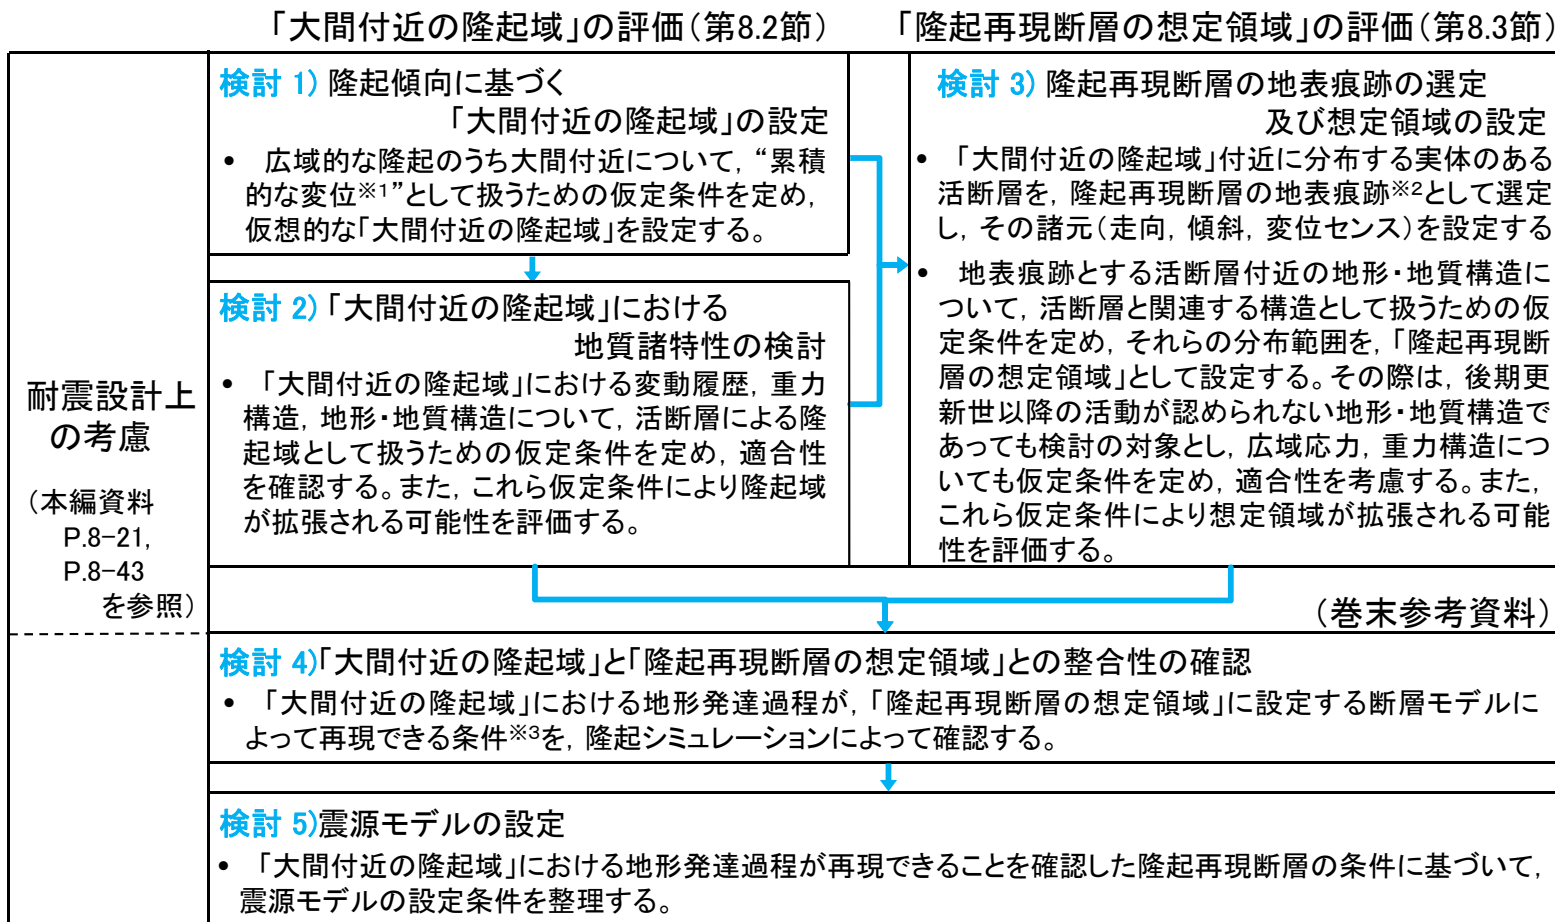 「大間付近の隆起域」の評価(第8.2節)
「隆起再現断層の想定領域」の評価(第8.3節)
耐震設計上
の考慮
(本編資料
P.8-21,
P.8-43
を参照)
検討 1) 隆起傾向に基づく
「大間付近の隆起域」の設定
• 広域的な隆起のうち大間付近について,“累積
的な変位※1”として扱うための仮定条件を定め,
仮想的な「大間付近の隆起域」を設定する。
検討 2)「大間付近の隆起域」における
地質諸特性の検討
• 「大間付近の隆起域」における変動履歴,重力
構造,地形・地質構造について,活断層による隆
起域として扱うための仮定条件を定め,適合性
を確認する。また,これら仮定条件により隆起域
が拡張される可能性を評価する。
検討 3) 隆起再現断層の地表痕跡の選定
及び想定領域の設定
• 「大間付近の隆起域」付近に分布する実体のある
活断層を,隆起再現断層の地表痕跡※2として選定
し,その諸元(走向,傾斜,変位センス)を設定する
• 地表痕跡とする活断層付近の地形・地質構造に
ついて,活断層と関連する構造として扱うための仮
定条件を定め,それらの分布範囲を,「隆起再現断
層の想定領域」として設定する。その際は,後期更
新世以降の活動が認められない地形・地質構造で
あっても検討の対象とし,広域応力,重力構造につ
いても仮定条件を定め,適合性を考慮する。また,
これら仮定条件により想定領域が拡張される可能
性を評価する。
(巻末参考資料)
検討 4)「大間付近の隆起域」と「隆起再現断層の想定領域」との整合性の確認
• 「大間付近の隆起域」における地形発達過程が,「隆起再現断層の想定領域」に設定する断層モデルに
よって再現できる条件※3を,隆起シミュレーションによって確認する。
検討 5)震源モデルの設定
• 「大間付近の隆起域」における地形発達過程が再現できることを確認した隆起再現断層の条件に基づいて,
震源モデルの設定条件を整理する。